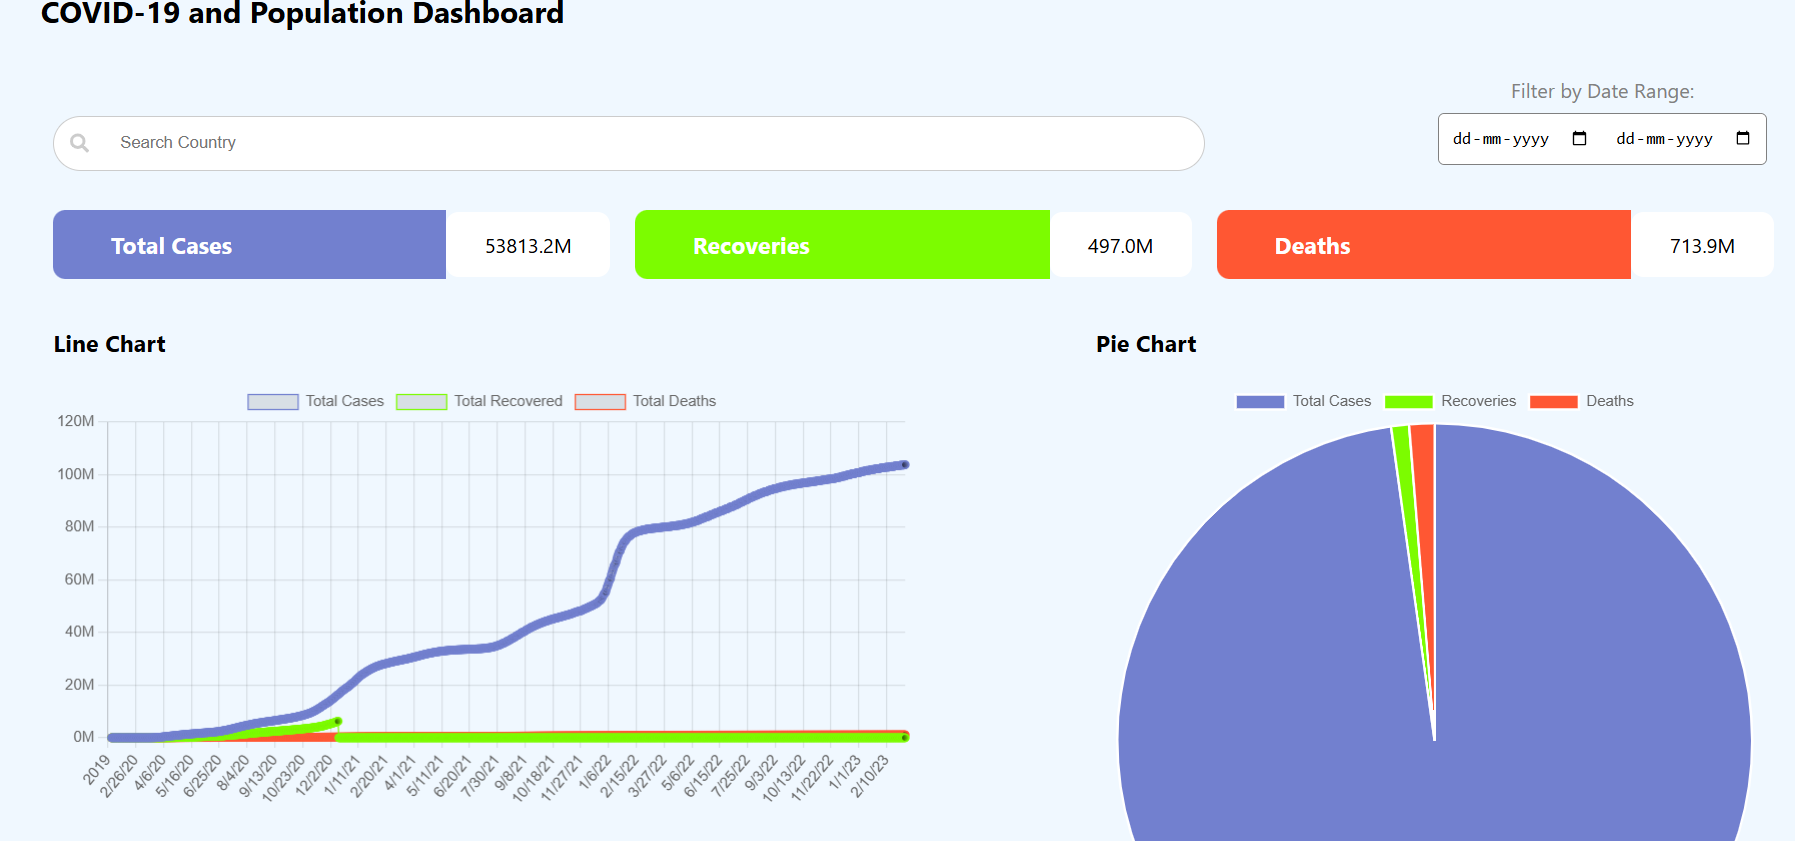 COVID-19 and Population Dashboard
Filter by Date Range:
Search Country
dd-mm-yyyy dd-mm-yyyy
Total Cases 53813.2M Recoveries 497.0M Deaths 713.9M
Line Chart
Total Cases Total Recovered Total Deaths
120M
100M
80M
60M
40M
20M
0M
2019 2/26/20 4/6/20 5/16/20 6/25/20 8/4/20 9/13/20 10/23/20 12/2/20 1/11/21 2/20/21 4/1/21 5/11/21 6/20/21 7/30/21 9/8/21 10/18/21 11/27/21 1/6/22 2/15/22 3/27/22 5/6/22 6/15/22 7/25/22 9/3/22 10/13/22 11/22/22 1/1/23 2/10/23
Pie Chart
Total Cases Recoveries Deaths